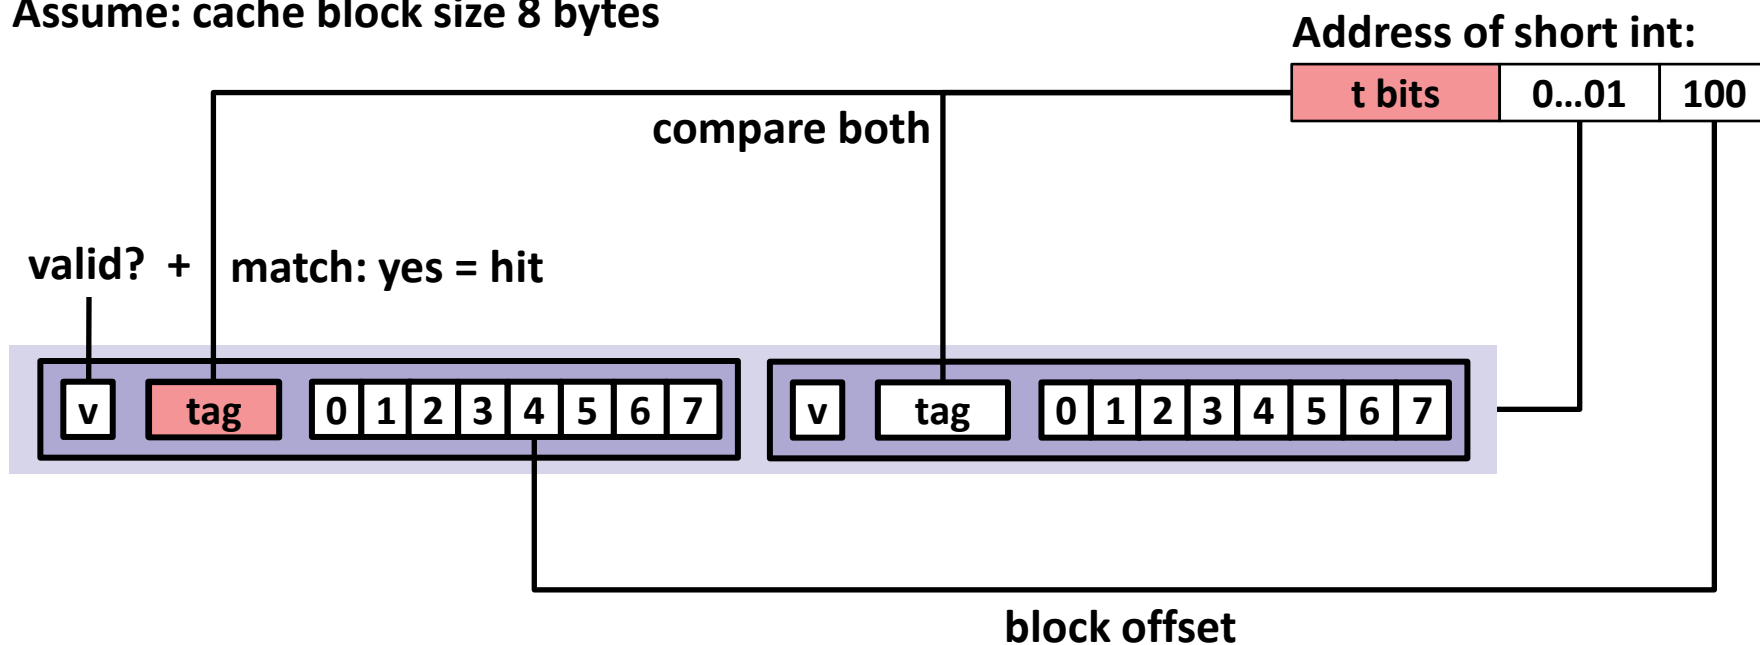 Assume: cache block size 8 bytes
Address of short int:
t bits 0...01 100
compare both
valid? + match: yes = hit
v tag 0 1 2 3 4 5 6 7 v tag 0 1 2 3 4 5 6 7
block offset